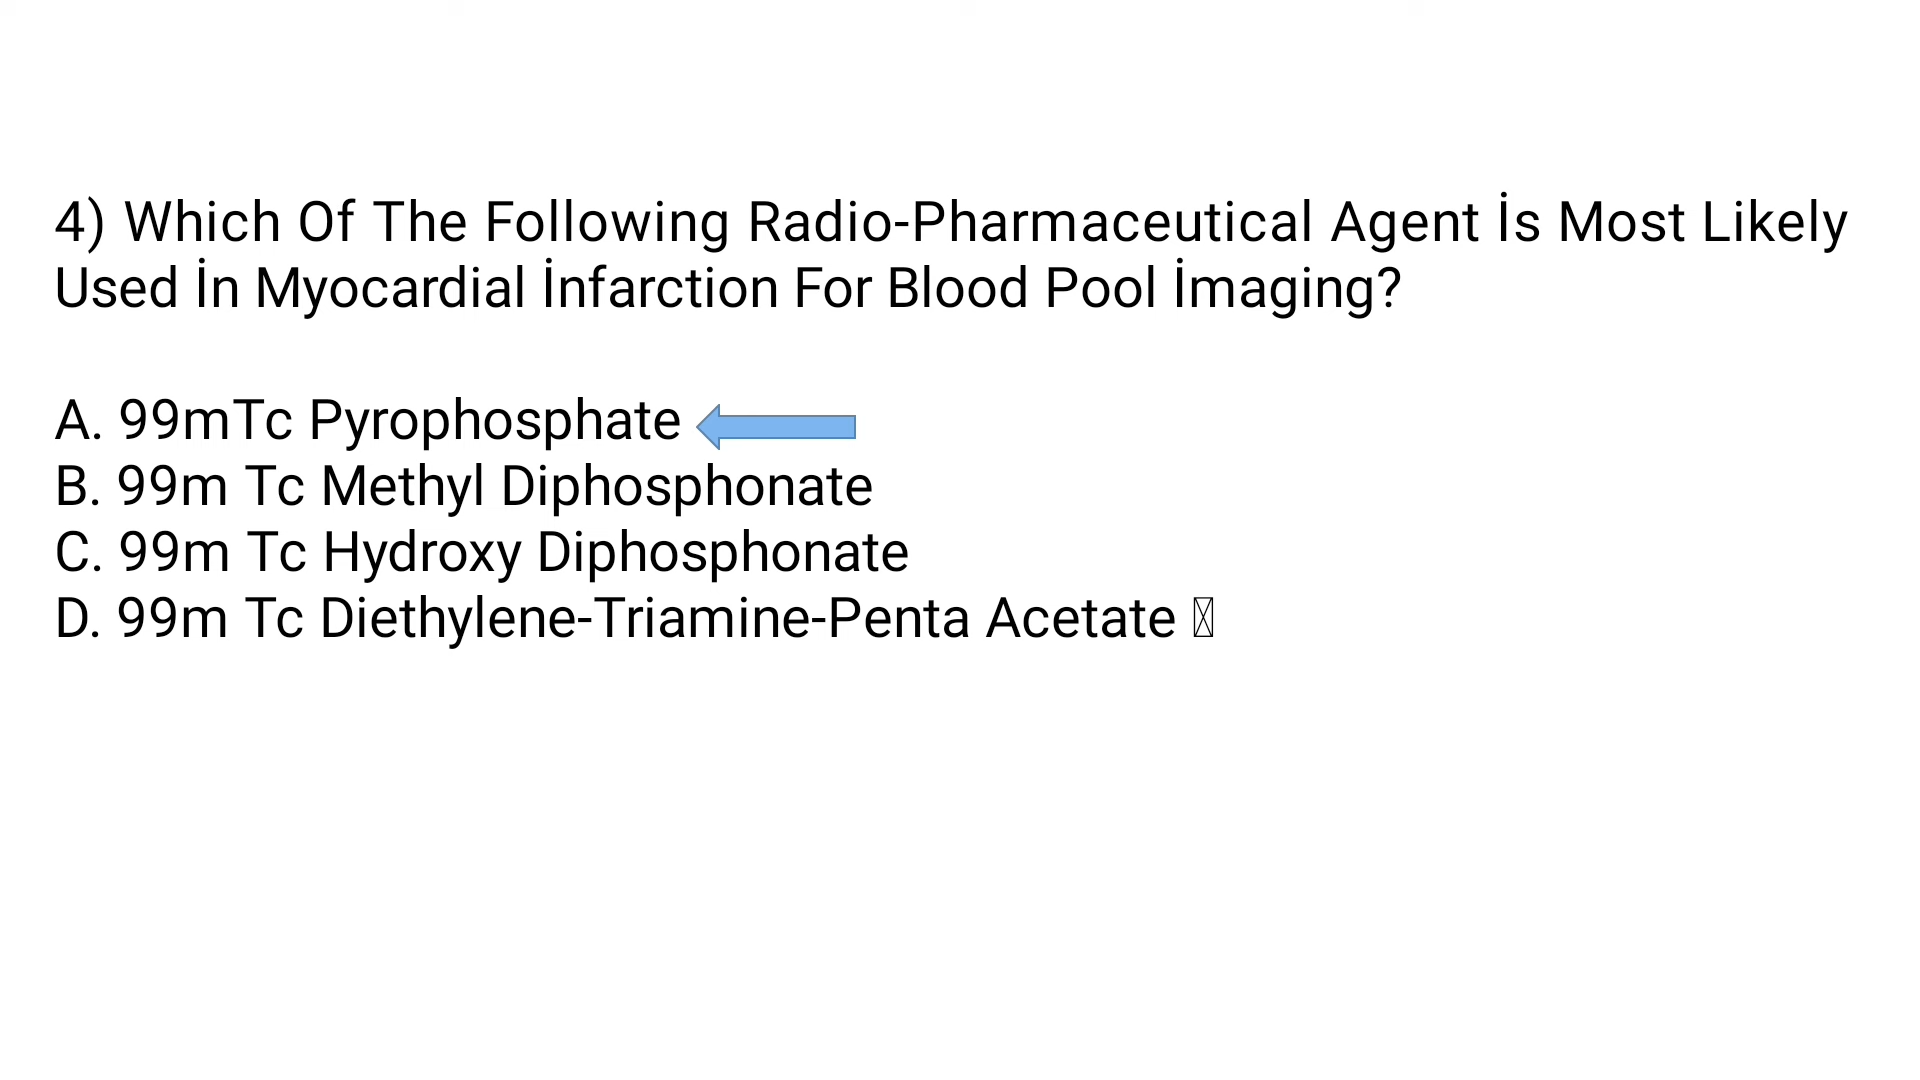 4) Which Of The Following Radio-Pharmaceutical Agent İs Most Likely
Used İn Myocardial İnfarction For Blood Pool İmaging?
A. 99mTc Pyrophosphate
B. 99m Tc Methyl Diphosphonate
C. 99m Tc Hydroxy Diphosphonate
D. 99m Tc Diethylene-Triamine-Penta Acetate